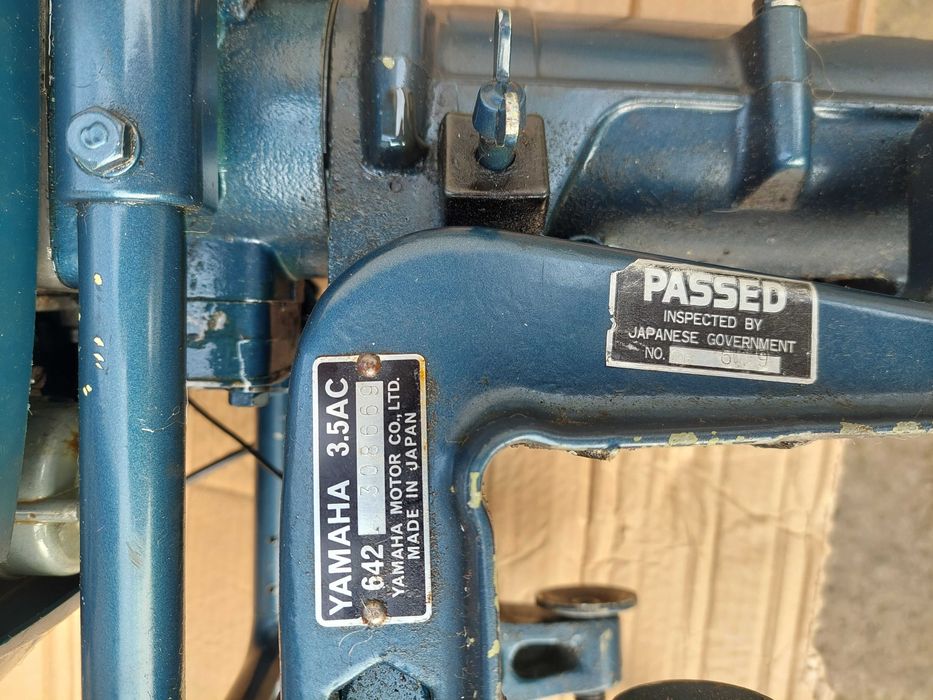 PASSED
INSPECTED BY
JAPANESE GOVERNMENT
NO.
YAMAHA 3.5AC
642 308669
YAMAHA MOTOR CO., LTD.
MADE IN JAPAN